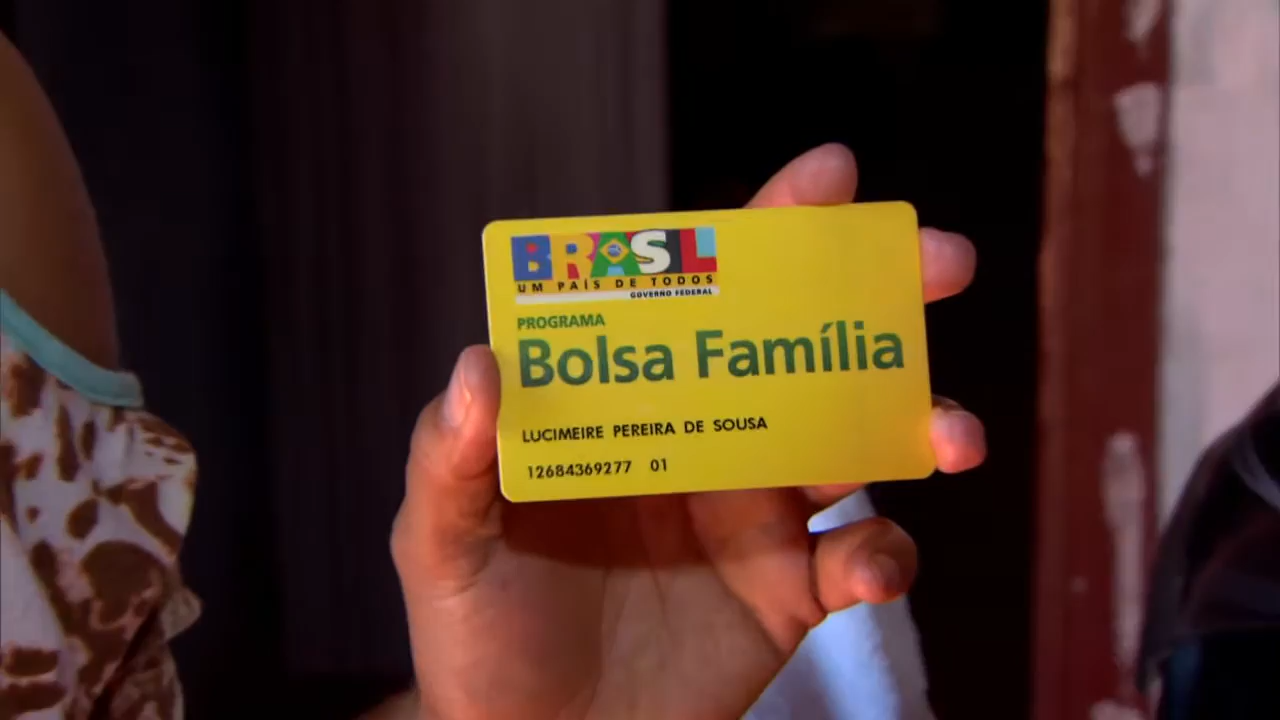 BRASIL
UM PAÍS DE TODOS
GOVERNO FEDERAL
PROGRAMA
Bolsa Família
LUCIMEIRE PEREIRA DE SOUSA
12684369277 01